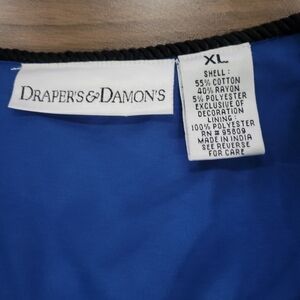 DRAPER'S & DAMON'S
XL
SHELL:
55% COTTON
40% RAYON
5% POLYESTER
EXCLUSIVE OF
DECORATION
LINING:
100% POLYESTER
RN # 95609
MADE IN INDIA
SEE REVERSE
FOR CARE